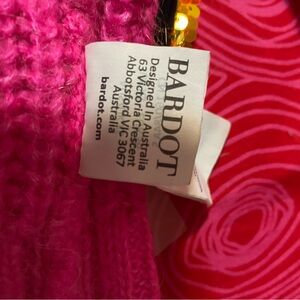 BARDOT
Designed In Australia
63 Victoria Crescent
Abbotsford VIC 3067
Australia
bardot.com